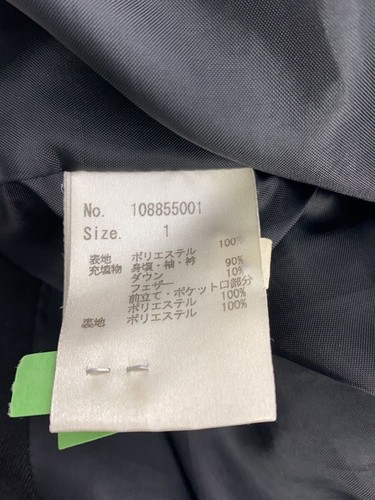 No. 108855001
Size. 1
表地 ポリエステル 100%
充填物 身頃・袖・衿
ダウン 90%
フェザー 10%
前立て・ポケット口部分
ポリエステル 100%
裏地 ポリエステル 100%